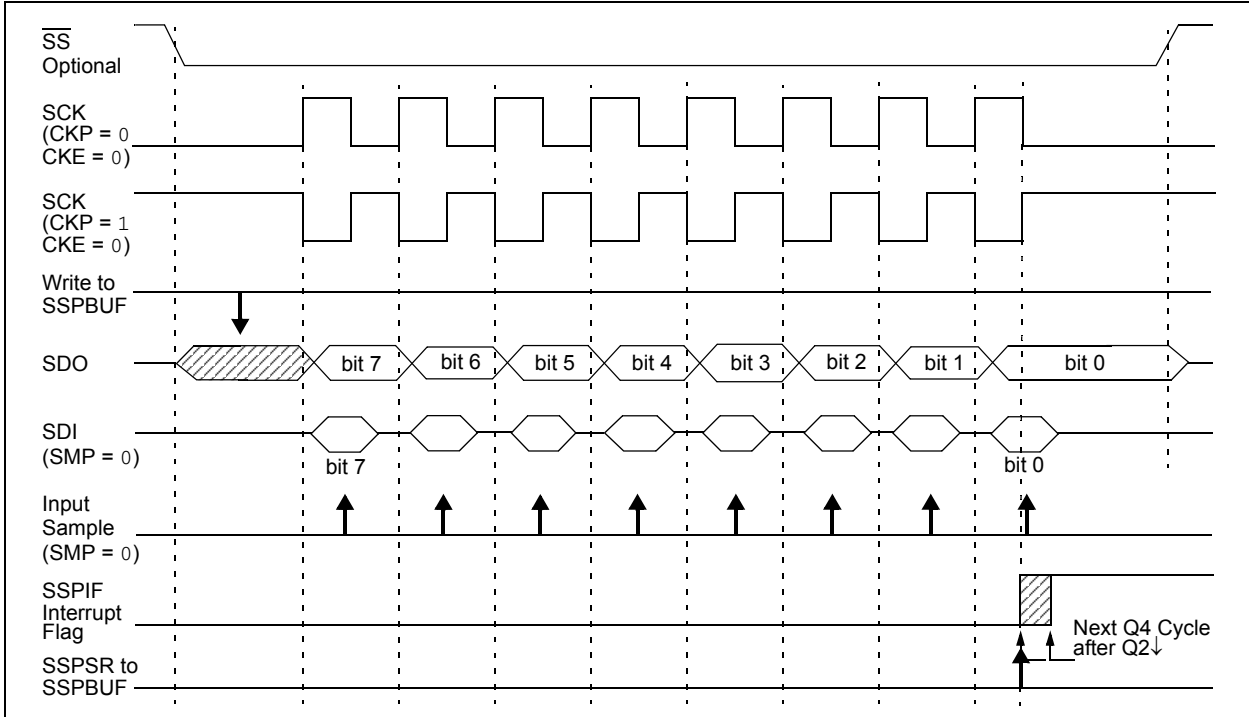 SS
Optional
SCK
(CKP = 0
CKE = 0)
SCK
(CKP = 1
CKE = 0)
Write to
SSPBUF
SDO
bit 7
bit 6
bit 5
bit 4
bit 3
bit 2
bit 1
bit 0
SDI
(SMP = 0)
bit 7
bit 0
Input
Sample
(SMP = 0)
SSPIF
Interrupt
Flag
Next Q4 Cycle
after Q2↓
SSPSR to
SSPBUF